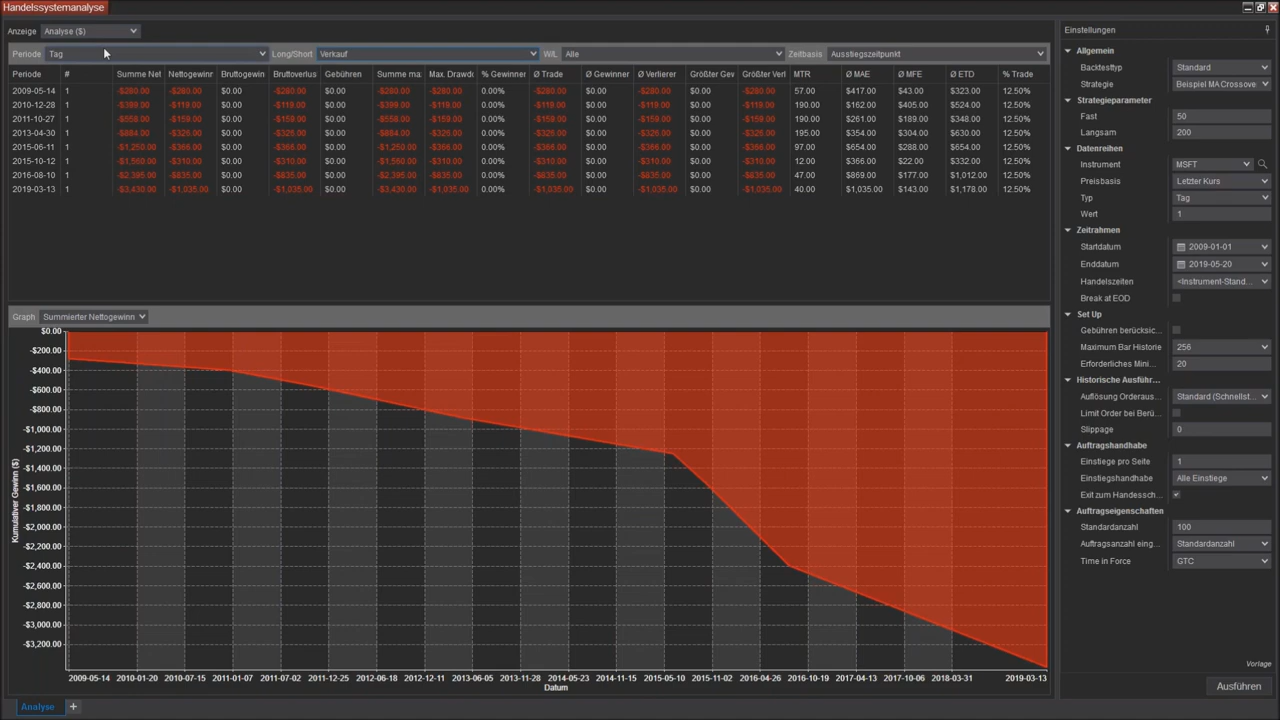 Handelssystemanalyse
Anzeige Analyse ($)
Periode Tag Long/Short Verkauf W/L Alle Zeitbasis Ausstiegszeitpunkt
Periode # Summe Net Nettogewinr Bruttogewin Bruttoverlus Gebühren Summe ma: Max. Drawdc % Gewinner Ø Trade Ø Gewinner Ø Verlierer Größter Gev Größter Verl MTR Ø MAE Ø MFE Ø ETD % Trade
2009-05-14 1 -$280.00 -$280.00 $0.00 -$280.00 $0.00 -$280.00 -$280.00 0.00% -$280.00 $0.00 -$280.00 $0.00 -$280.00 57.00 $417.00 $43.00 $323.00 12.50%
2010-12-28 1 -$399.00 -$119.00 $0.00 -$119.00 $0.00 -$399.00 -$119.00 0.00% -$119.00 $0.00 -$119.00 $0.00 -$119.00 190.00 $162.00 $405.00 $524.00 12.50%
2011-10-27 1 -$558.00 -$159.00 $0.00 -$159.00 $0.00 -$558.00 -$159.00 0.00% -$159.00 $0.00 -$159.00 $0.00 -$159.00 190.00 $261.00 $189.00 $348.00 12.50%
2013-04-30 1 -$884.00 -$326.00 $0.00 -$326.00 $0.00 -$884.00 -$326.00 0.00% -$326.00 $0.00 -$326.00 $0.00 -$326.00 195.00 $354.00 $304.00 $630.00 12.50%
2015-06-11 1 -$1,250.00 -$366.00 $0.00 -$366.00 $0.00 -$1,250.00 -$366.00 0.00% -$366.00 $0.00 -$366.00 $0.00 -$366.00 97.00 $654.00 $288.00 $654.00 12.50%
2015-10-12 1 -$1,560.00 -$310.00 $0.00 -$310.00 $0.00 -$1,560.00 -$310.00 0.00% -$310.00 $0.00 -$310.00 $0.00 -$310.00 12.00 $366.00 $22.00 $332.00 12.50%
2016-08-10 1 -$2,395.00 -$835.00 $0.00 -$835.00 $0.00 -$2,395.00 -$835.00 0.00% -$835.00 $0.00 -$835.00 $0.00 -$835.00 47.00 $869.00 $177.00 $1,012.00 12.50%
2019-03-13 1 -$3,430.00 -$1,035.00 $0.00 -$1,035.00 $0.00 -$3,430.00 -$1,035.00 0.00% -$1,035.00 $0.00 -$1,035.00 $0.00 -$1,035.00 40.00 $1,035.00 $143.00 $1,178.00 12.50%
Graph Summierter Nettogewinn
$0.00
-$200.00
-$400.00
-$600.00
-$800.00
-$1,000.00
-$1,200.00
-$1,400.00
-$1,600.00
-$1,800.00
-$2,000.00
-$2,200.00
-$2,400.00
-$2,600.00
-$2,800.00
-$3,000.00
-$3,200.00
Kumulativer Gewinn ($)
2009-05-14 2010-01-20 2010-07-15 2011-01-07 2011-07-02 2011-12-25 2012-06-18 2012-12-11 2013-06-05 2013-11-28 2014-05-23 2014-11-15 2015-05-10 2015-11-02 2016-04-26 2016-10-19 2017-04-13 2017-10-06 2018-03-31 2019-03-13
Datum
Analyse +
Einstellungen
Allgemein
Backtesttyp Standard
Strategie Beispiel MACrossove
Strategieparameter
Fast 50
Langsam 200
Datenreihen
Instrument MSFT
Preisbasis Letzter Kurs
Typ Tag
Wert 1
Zeitrahmen
Startdatum 2009-01-01
Enddatum 2019-05-20
Handelszeiten <Instrument-Stand...
Break at EOD
Set Up
Gebühren berücksic...
Maximum Bar Historie 256
Erforderliches Mini... 20
Historische Ausführ...
Auflösung Orderaus... Standard (Schnellst...
Limit Order bei Berü...
Slippage 0
Auftragshandhabe
Einstiege pro Seite 1
Einstiegshandhabe Alle Einstiege
Exit zum Handessch...
Auftragseigenschaften
Standardanzahl 100
Auftragsanzahl eing... Standardanzahl
Time in Force GTC
Vorlage
Ausführen